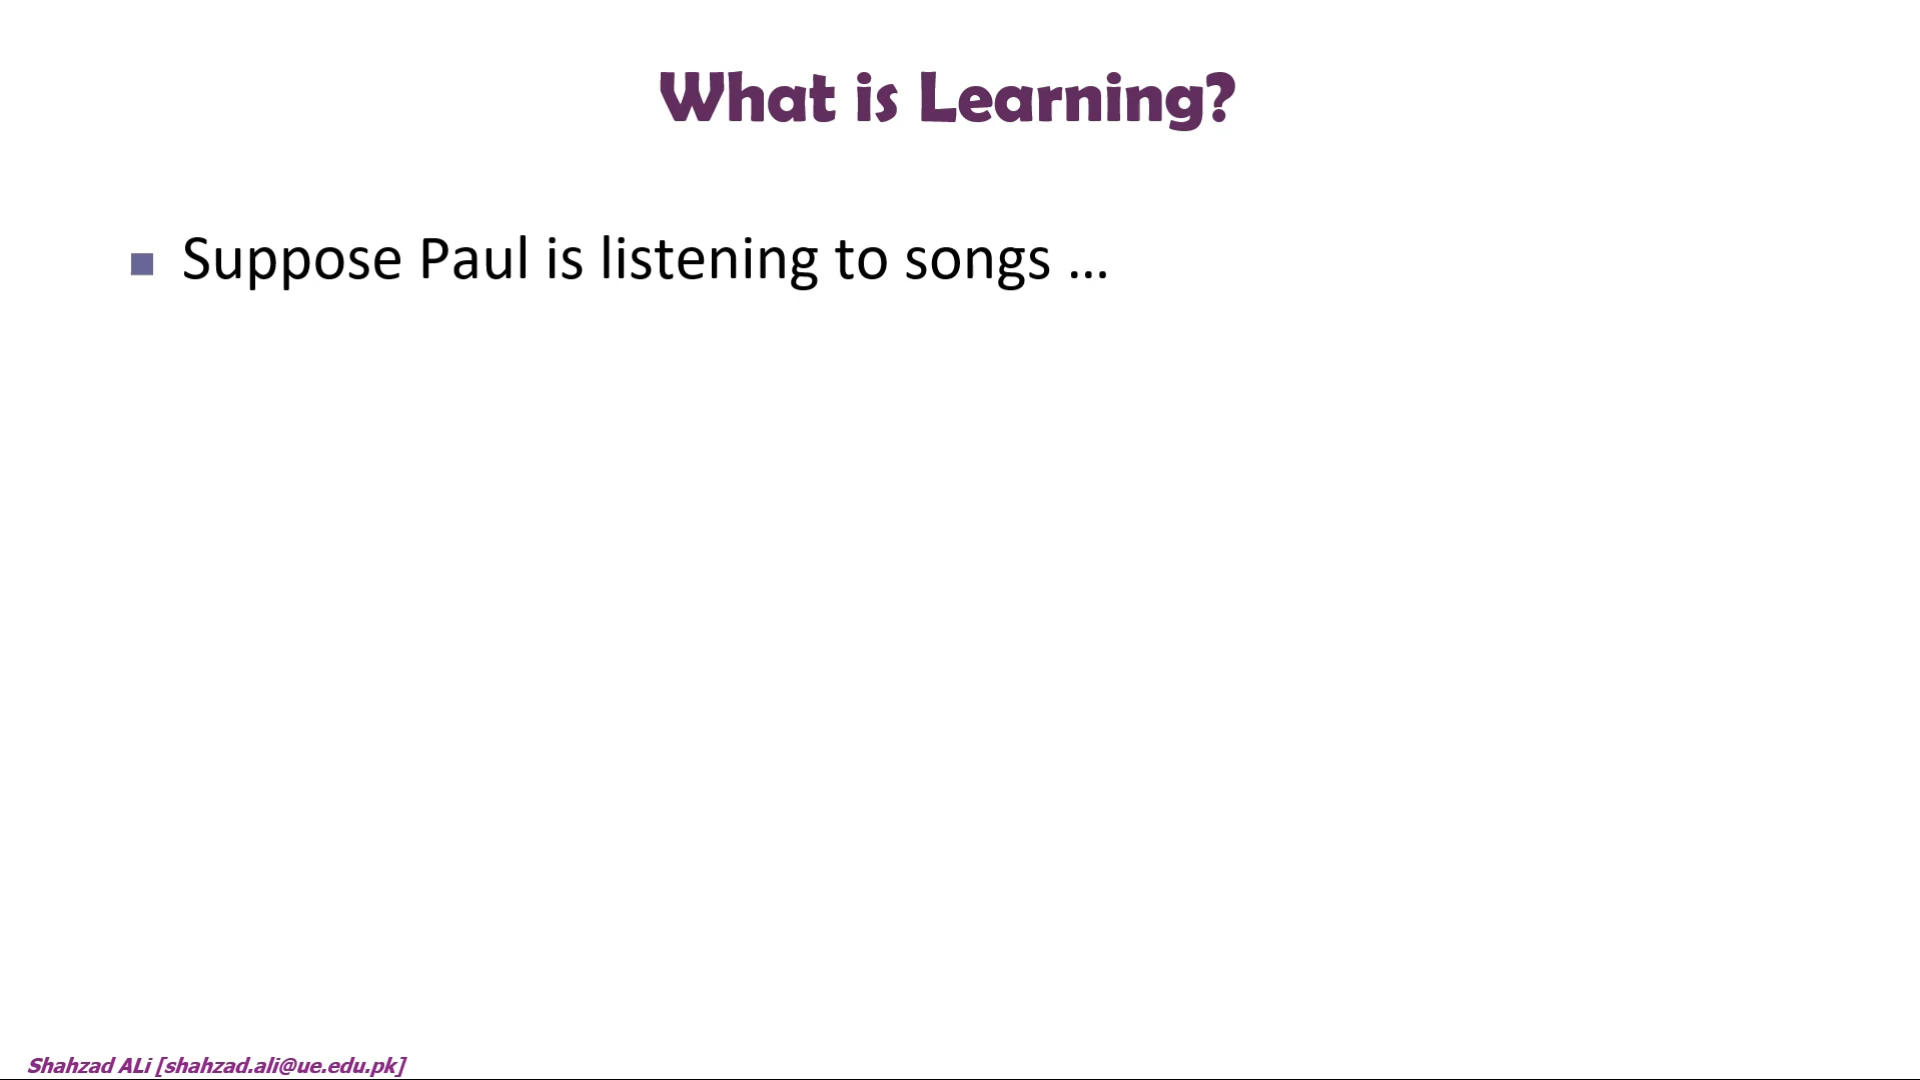 What is Learning?
Suppose Paul is listening to songs ...
Shahzad ALi [shahzad.ali@ue.edu.pk]